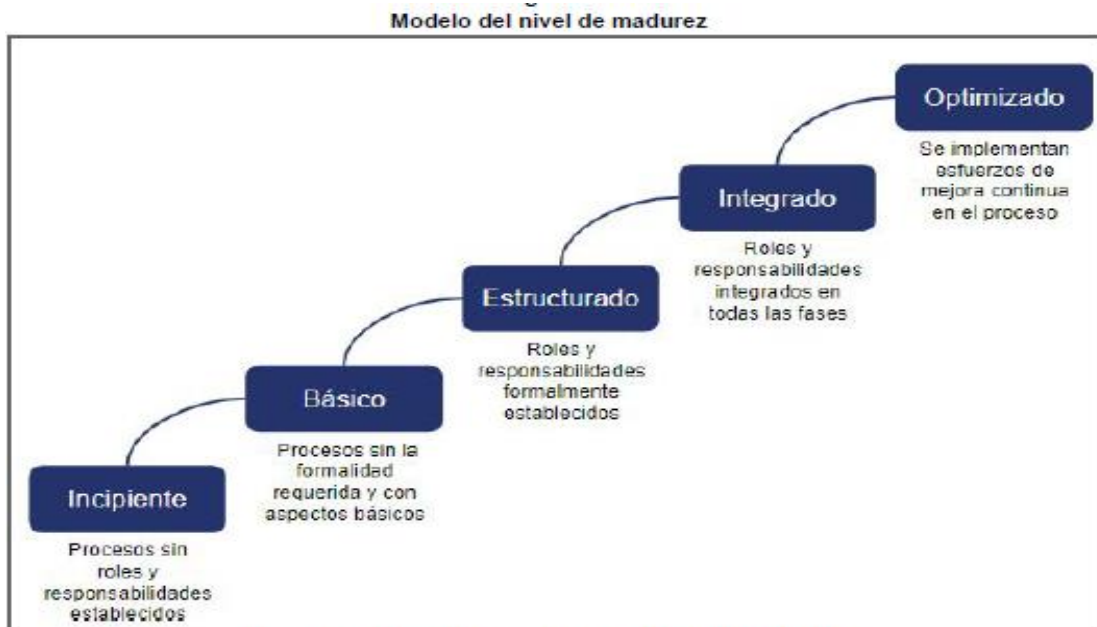 Modelo del nivel de madurez
Optimizado
Se implementan
esfuerzos de
mejora continua
en el proceso
Integrado
Roles y
responsabilidades
integrados en
todas las fases
Estructurado
Roles y
responsabilidades
formalmente
establecidos
Básico
Procesos sin la
formalidad
requerida y con
aspectos básicos
Incipiente
Procesos sin
roles y
responsabilidades
establecidos